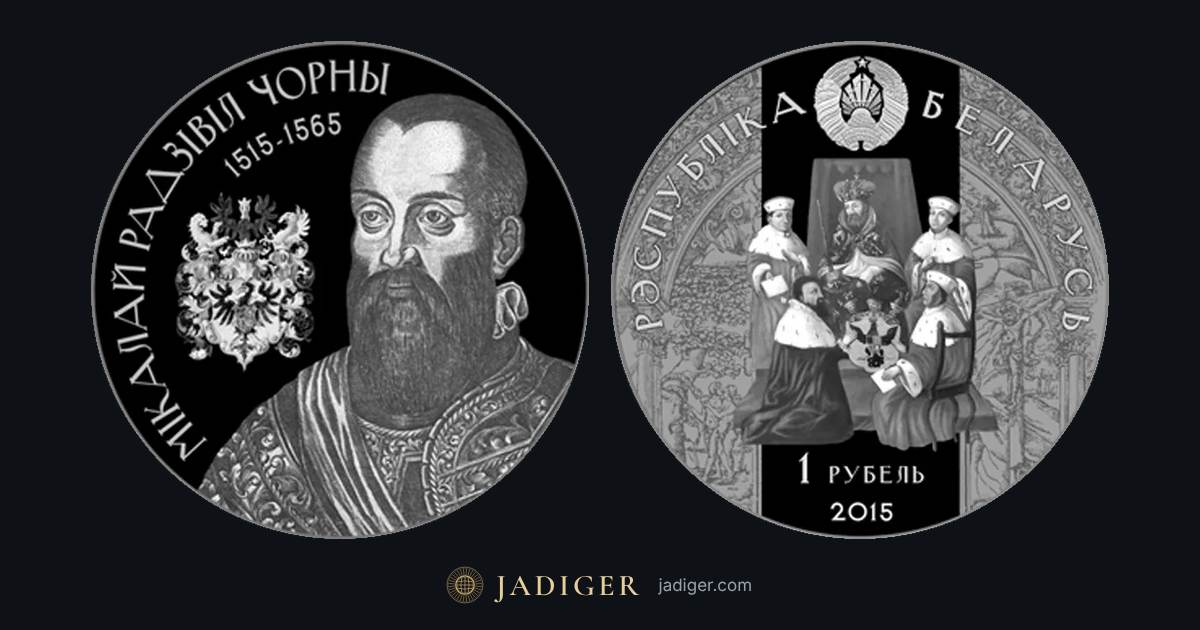 МІКАЛАЙ РАДЗІВІЛ ЧОРНЫ
1515-1565
РЭСПУБЛІКА БЕЛАРУСЬ
1 РУБЕЛЬ
2015
JADIGER jadiger.com